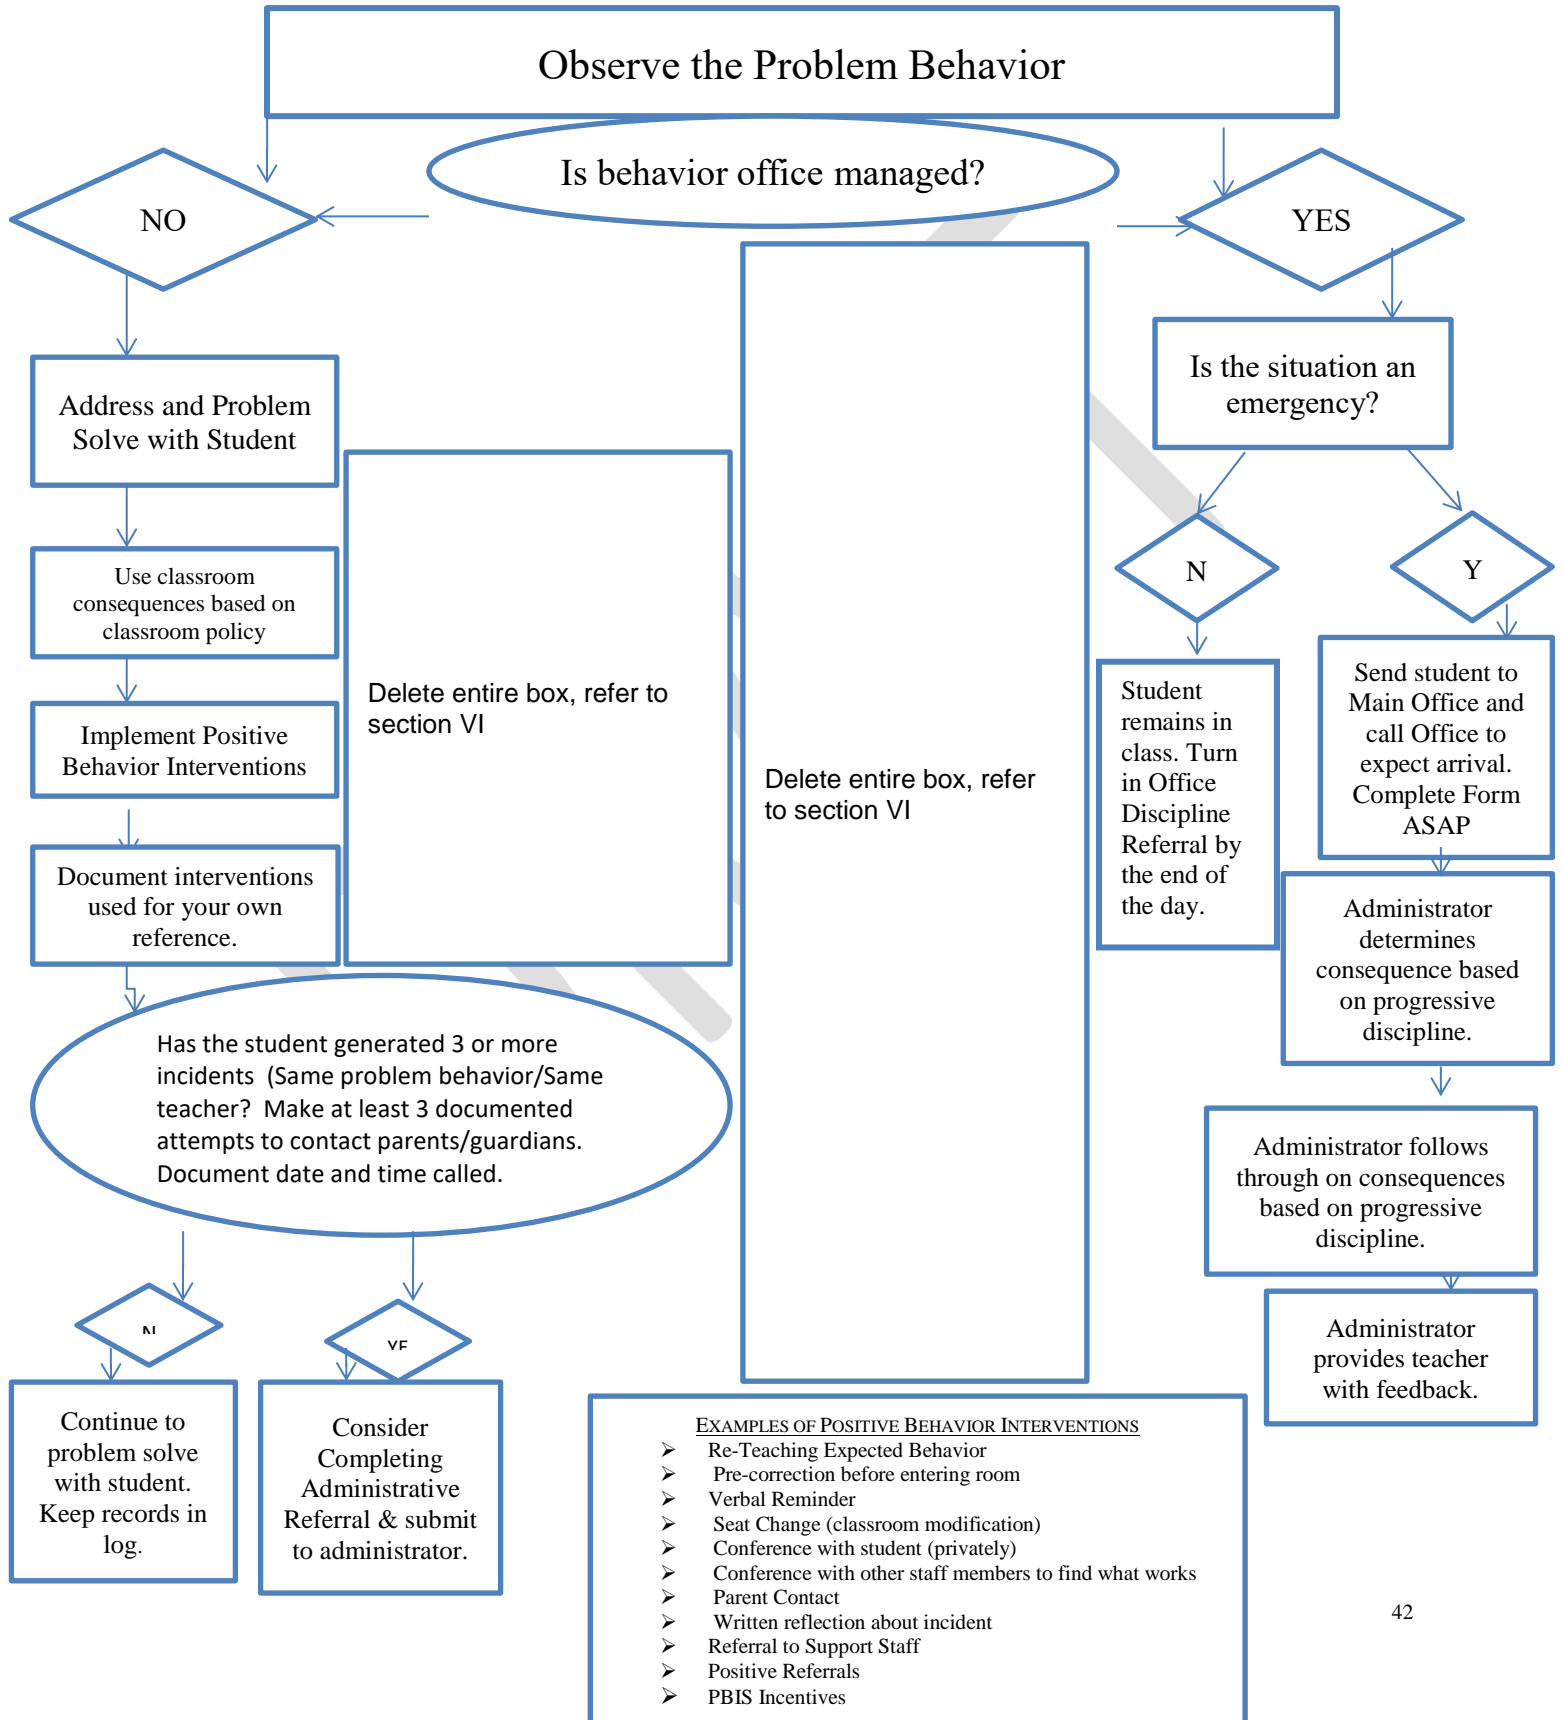 Observe the Problem Behavior
Is behavior office managed?
NO
YES
Address and Problem
Solve with Student
Use classroom
consequences based on
classroom policy
Implement Positive
Behavior Interventions
Document interventions
used for your own
reference.
Delete entire box, refer to
section VI
Delete entire box, refer
to section VI
Is the situation an
emergency?
N
Y
Student
remains in
class. Turn
in Office
Discipline
Referral by
the end of
the day.
Send student to
Main Office and
call Office to
expect arrival.
Complete Form
ASAP
Administrator
determines
consequence based
on progressive
discipline.
Administrator follows
through on consequences
based on progressive
discipline.
Administrator
provides teacher
with feedback.
Has the student generated 3 or more
incidents (Same problem behavior/Same
teacher? Make at least 3 documented
attempts to contact parents/guardians.
Document date and time called.
Continue to
problem solve
with student.
Keep records in
log.
Consider
Completing
Administrative
Referral & submit
to administrator.
EXAMPLES OF POSITIVE BEHAVIOR INTERVENTIONS
➢ Re-Teaching Expected Behavior
➢ Pre-correction before entering room
➢ Verbal Reminder
➢ Seat Change (classroom modification)
➢ Conference with student (privately)
➢ Conference with other staff members to find what works
➢ Parent Contact
➢ Written reflection about incident
➢ Referral to Support Staff
➢ Positive Referrals
➢ PBIS Incentives
42